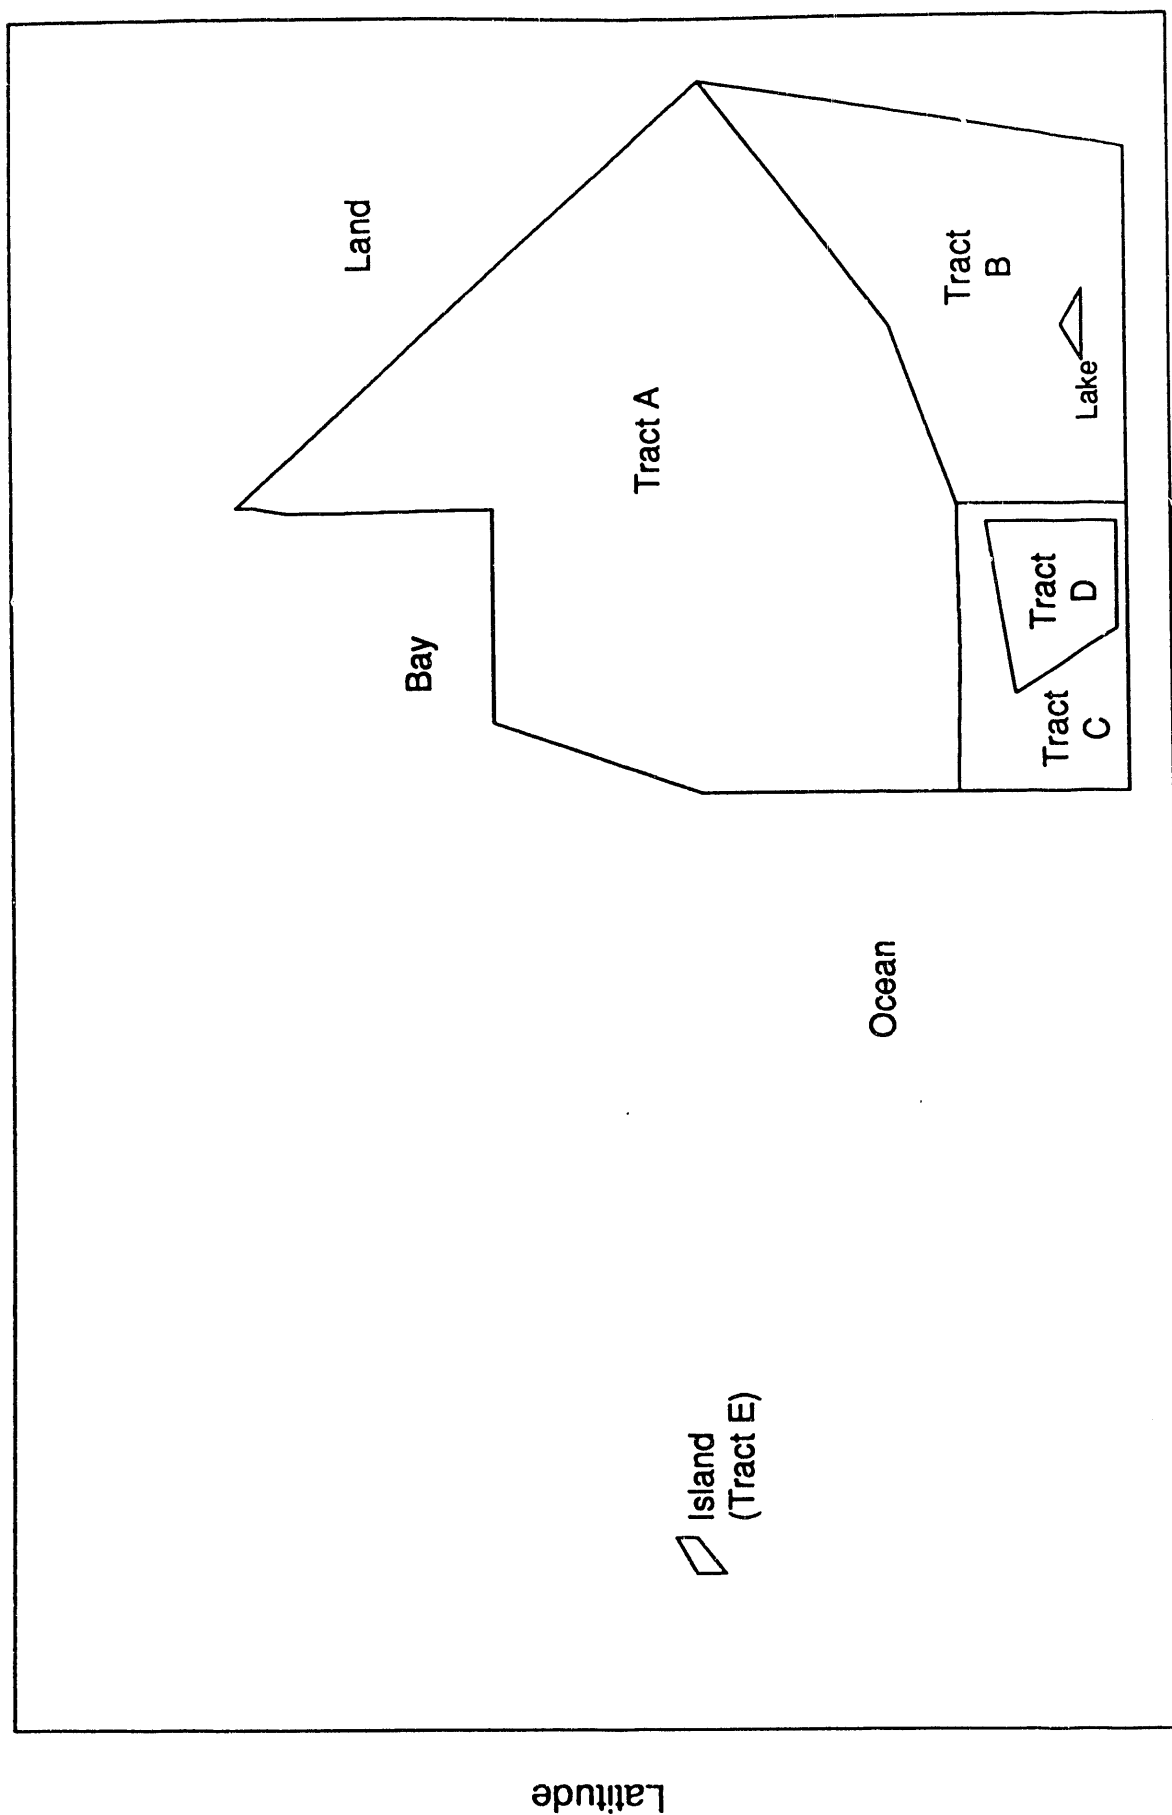 Land
Bay
Tract A
Tract
B
Lake
Tract
D
Tract
C
Ocean
Island
(Tract E)
Latitude